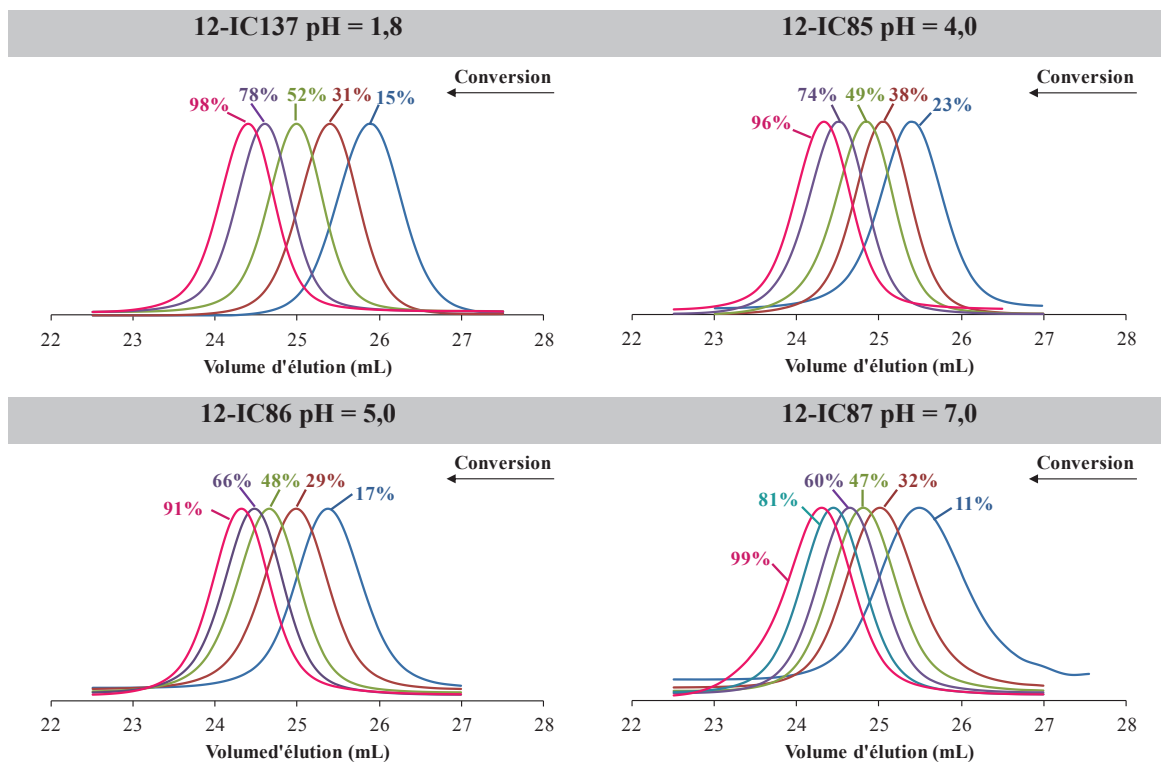 12-IC137 pH = 1,8
Conversion
98%
78%
52%
31%
15%
22 23 24 25 26 27 28
Volume d'élution (mL)
12-IC85 pH = 4,0
Conversion
96%
74%
49%
38%
23%
22 23 24 25 26 27 28
Volume d'élution (mL)
12-IC86 pH = 5,0
Conversion
91%
66%
48%
29%
17%
22 23 24 25 26 27 28
Volumed'élution (mL)
12-IC87 pH = 7,0
Conversion
99%
81%
60%
47%
32%
11%
22 23 24 25 26 27 28
Volume d'élution (mL)